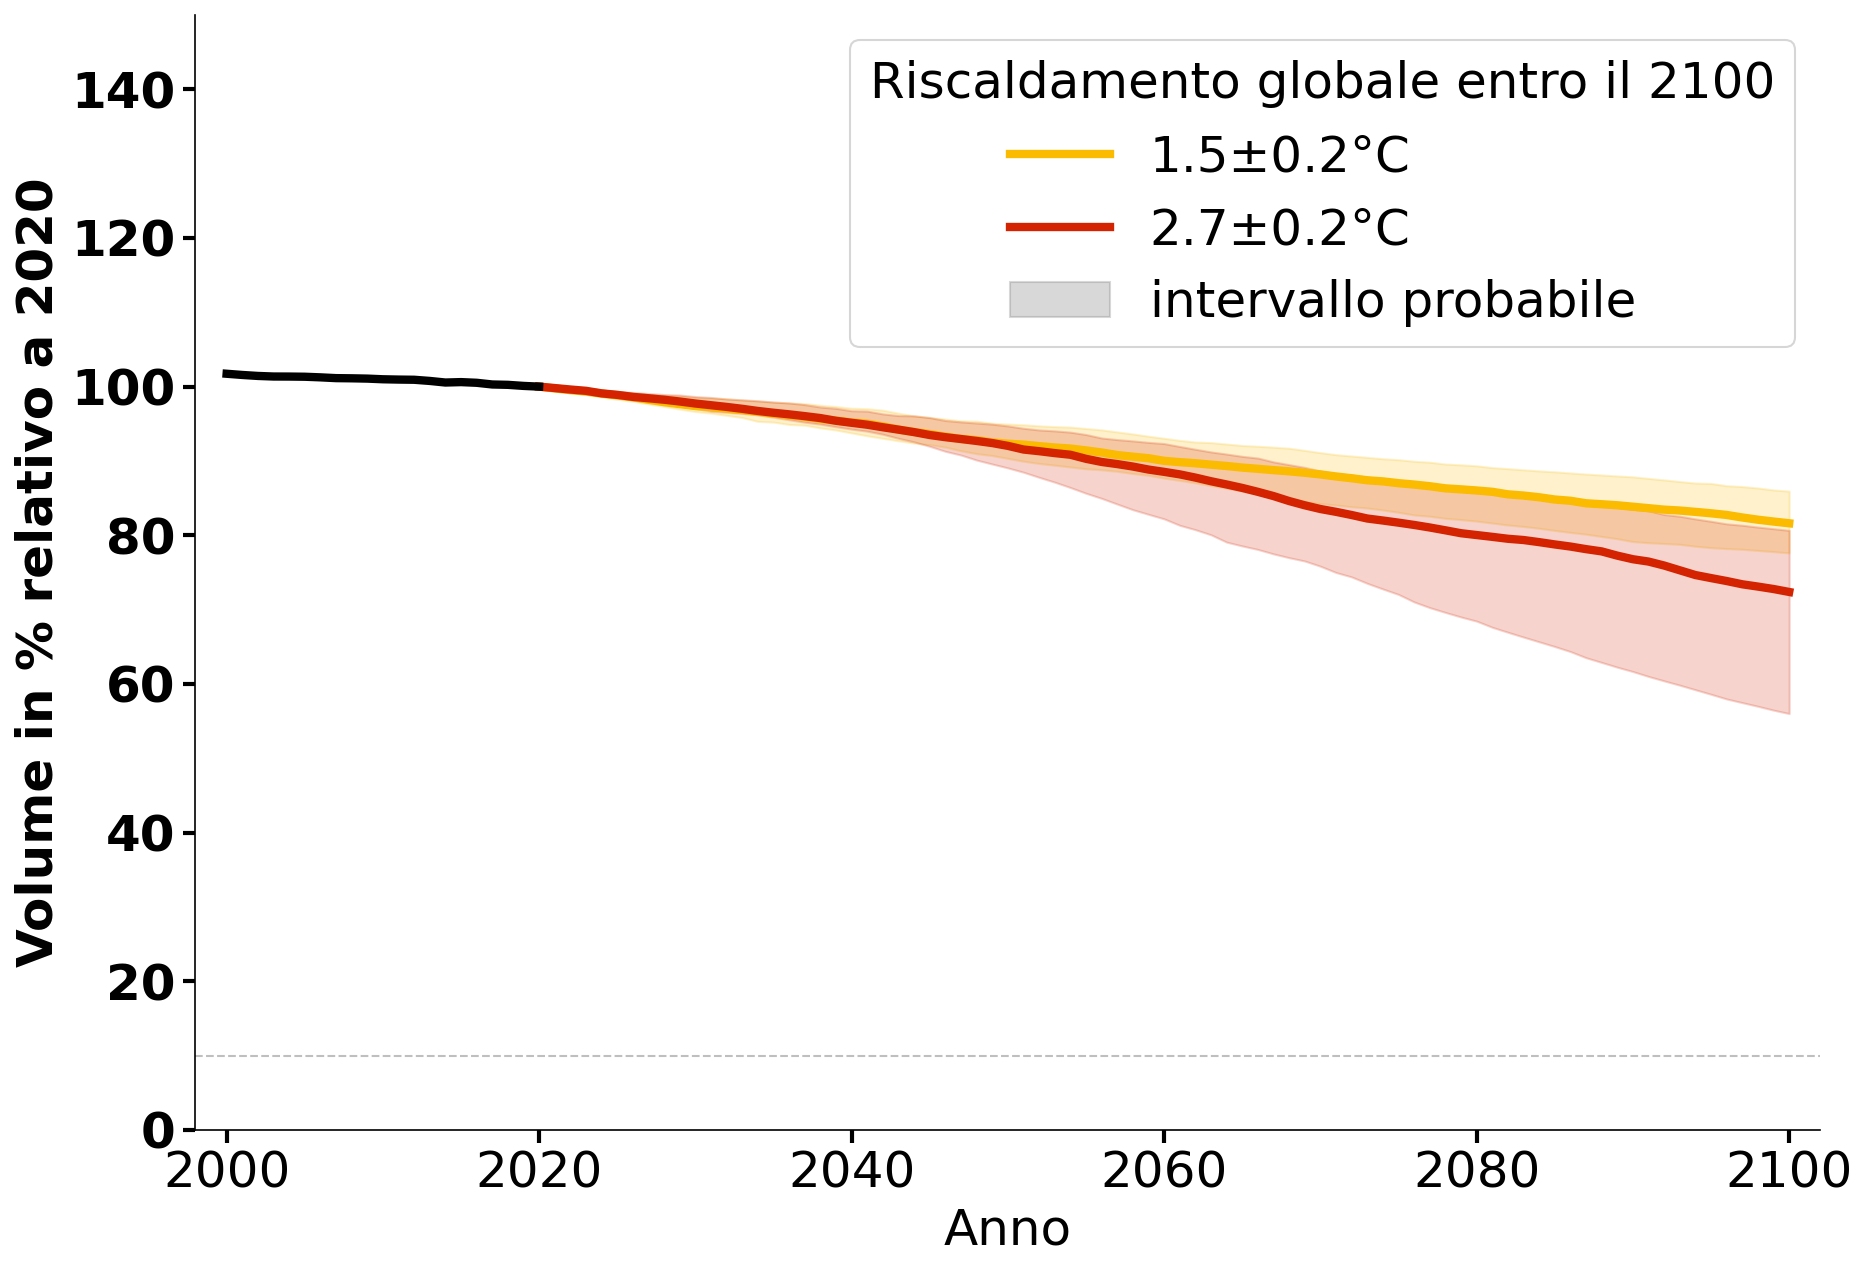 Volume in % relativo a 2020
140
120
100
80
60
40
20
0
Riscaldamento globale entro il 2100
1.5±0.2°C
2.7±0.2°C
intervallo probabile
2000 2020 2040 2060 2080 2100
Anno